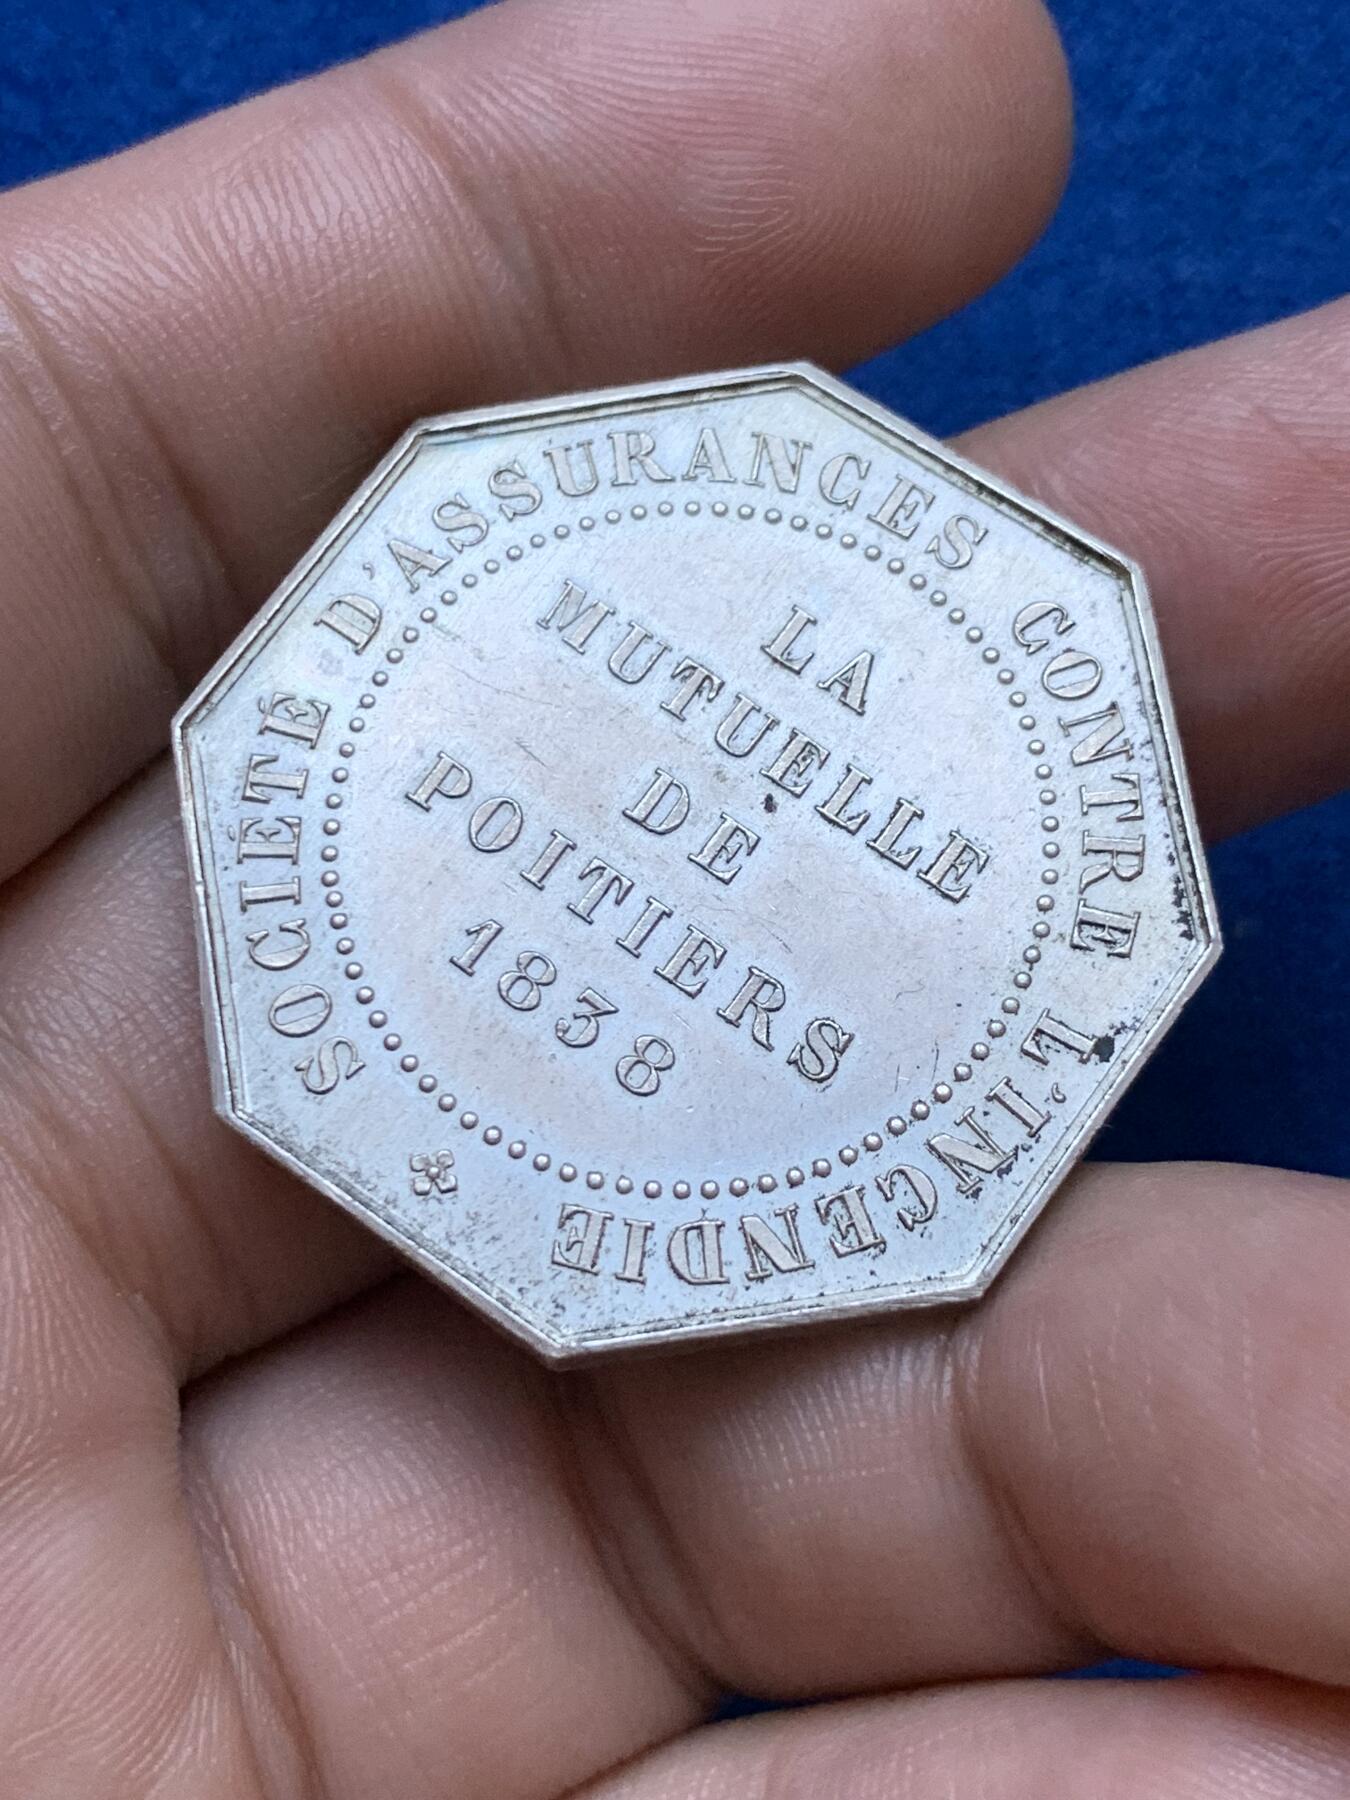 SOCIÉTÉ D'ASSURANCES CONTRE L'INCENDIE
LA
MUTUELLE
DE
POITIERS
1838